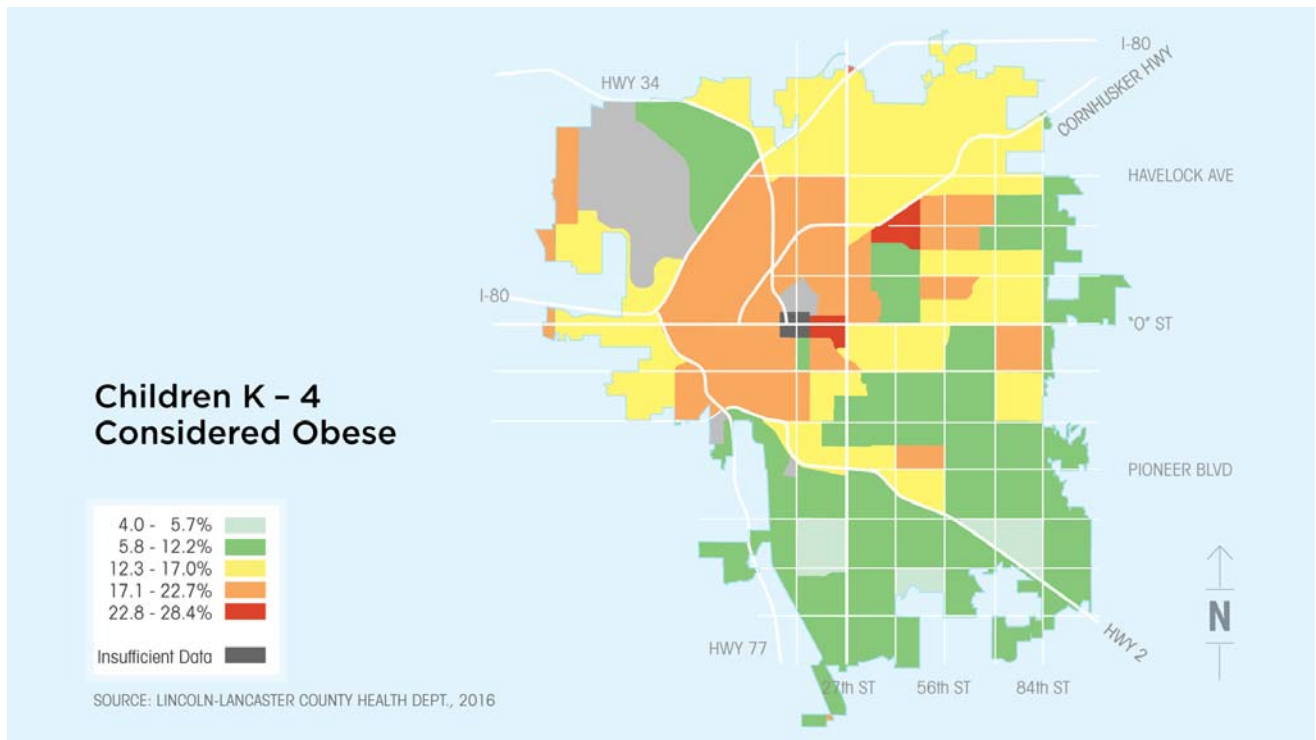 I-80
HWY 34
CORNHUSKER HWY
HAVELOCK AVE
I-80
"O" ST
Children K – 4
Considered Obese
PIONEER BLVD
4.0 - 5.7%
5.8 - 12.2%
12.3 - 17.0%
17.1 - 22.7%
22.8 - 28.4%
Insufficient Data
N
HWY 77
HWY 2
27th ST
56th ST
84th ST
SOURCE: LINCOLN-LANCASTER COUNTY HEALTH DEPT., 2016